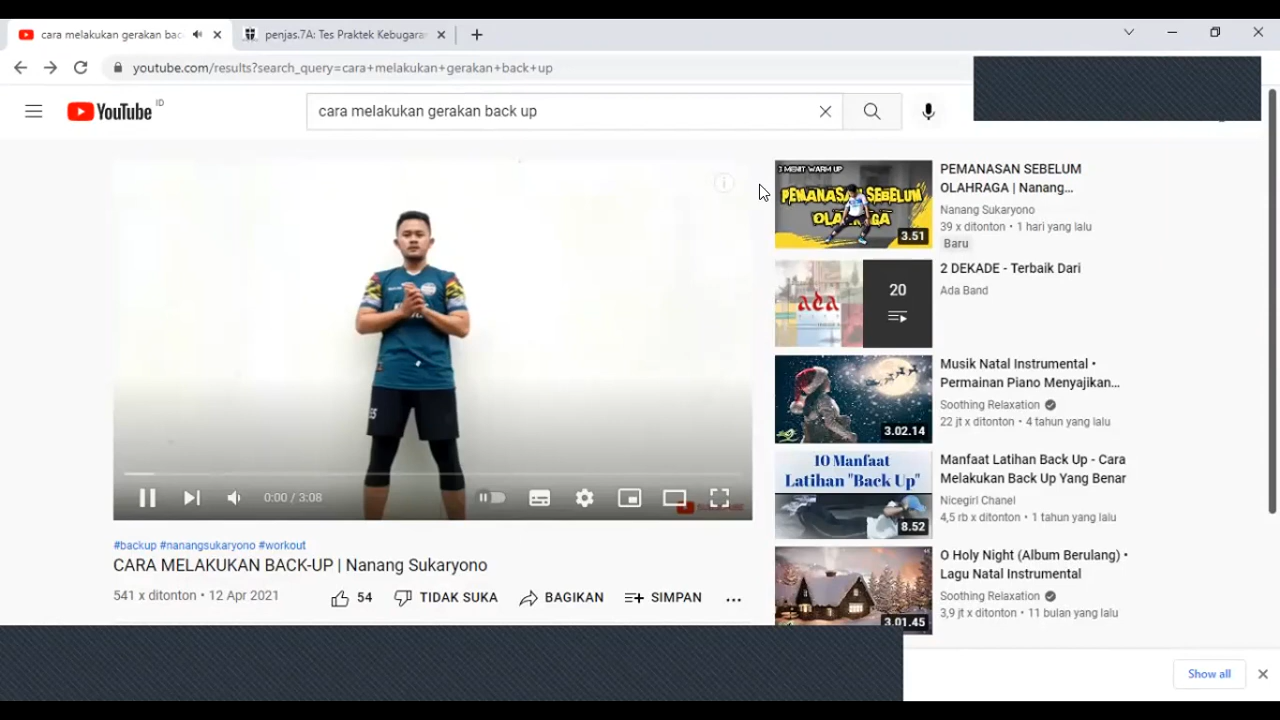 cara melakukan gerakan bac
penjas.7A: Tes Praktek Kebugaran
youtube.com/results?search_query=cara+melakukan+gerakan+back+up
YouTube ID
cara melakukan gerakan back up
3 MENIT WARM UP
PEMANASAN SEBELUM
OLAHRAGA
3.51
PEMANASAN SEBELUM
OLAHRAGA | Nanang...
Nanang Sukaryono
39 x ditonton • 1 hari yang lalu
Baru
ada
20
2 DEKADE - Terbaik Dari
Ada Band
3.02.14
Musik Natal Instrumental •
Permainan Piano Menyajikan...
Soothing Relaxation
22 jt x ditonton • 4 tahun yang lalu
10 Manfaat
Latihan "Back Up"
8.52
Manfaat Latihan Back Up - Cara
Melakukan Back Up Yang Benar
Nicegirl Chanel
4,5 rb x ditonton • 1 tahun yang lalu
3.01.45
O Holy Night (Album Berulang) •
Lagu Natal Instrumental
Soothing Relaxation
3,9 jt x ditonton • 11 bulan yang lalu
0:00 / 3:08
#backup #nanangsukaryono #workout
CARA MELAKUKAN BACK-UP | Nanang Sukaryono
541 x ditonton • 12 Apr 2021
54
TIDAK SUKA
BAGIKAN
SIMPAN
Show all